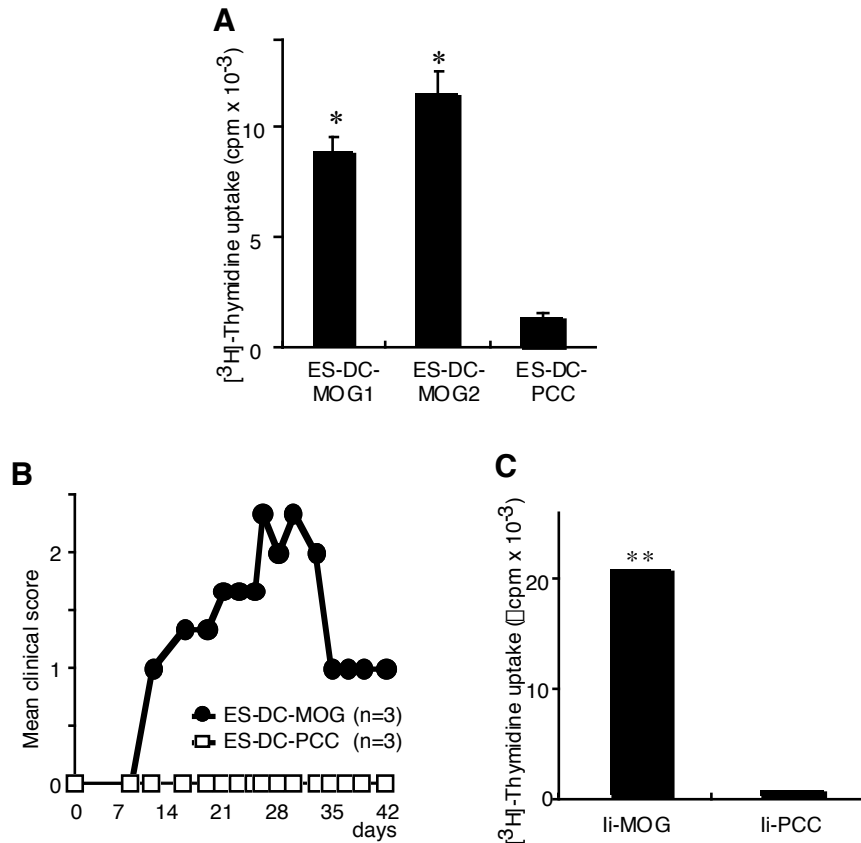 A
[³H]-Thymidine uptake (cpm x 10⁻³)
10
5
0
ES-DC-
MOG1
ES-DC-
MOG2
ES-DC-
PCC
*
*
B
Mean clinical score
2
1
0
ES-DC-MOG (n=3)
ES-DC-PCC (n=3)
0 7 14 21 28 35 42
days
C
[³H]-Thymidine uptake (□cpm x 10⁻³)
20
10
0
**
Ii-MOG
Ii-PCC